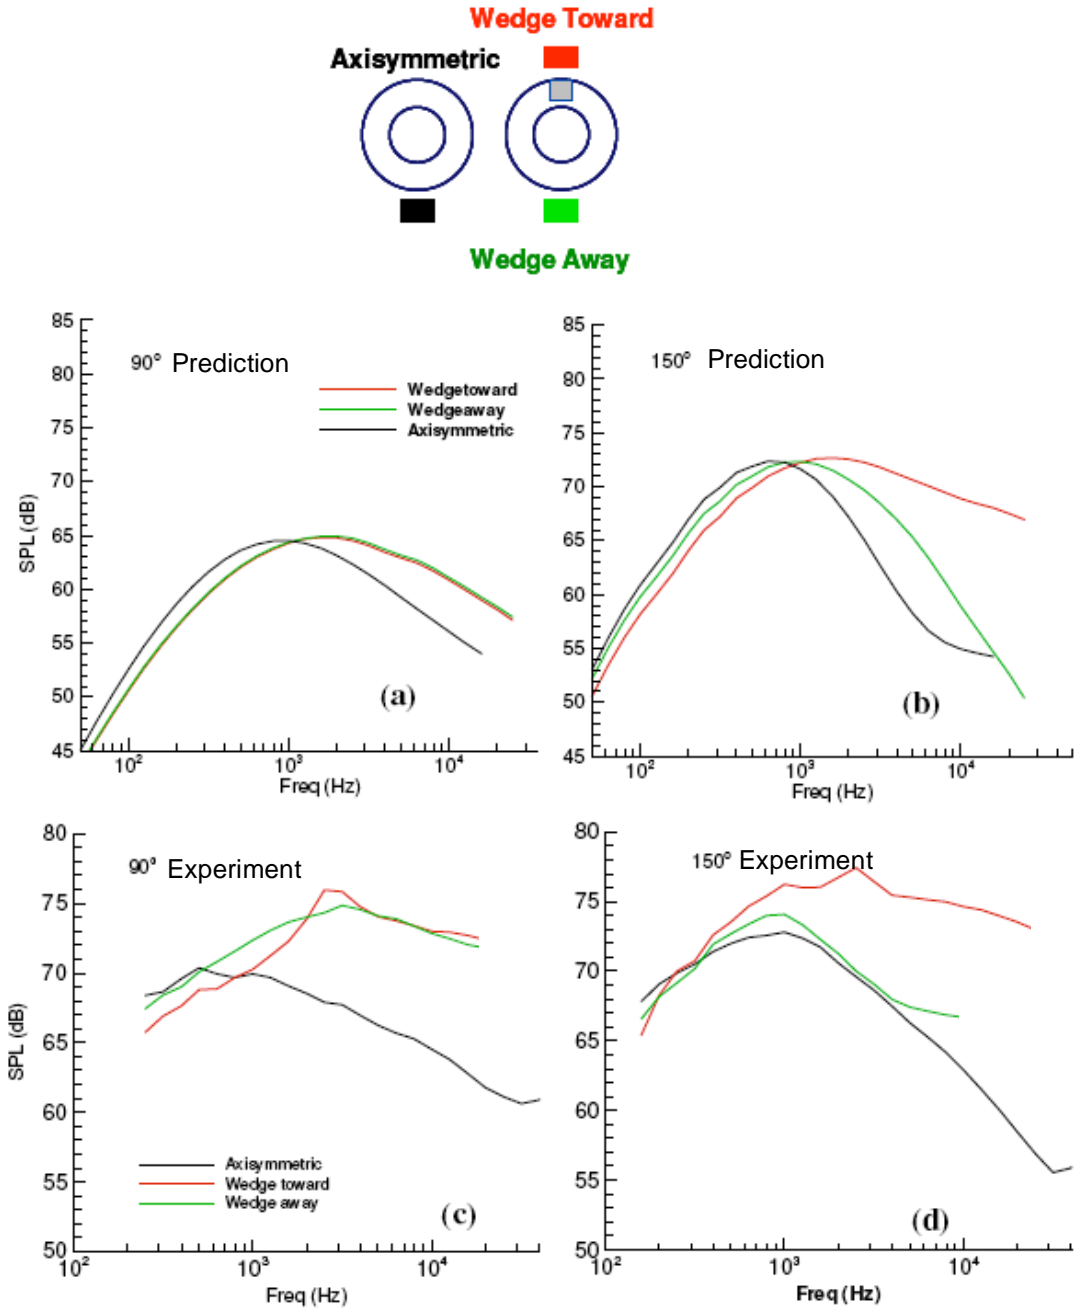 Wedge Toward
Axisymmetric
Wedge Away
85
80
75
70
65
60
55
50
45
SPL (dB)
90° Prediction
Wedgetoward
Wedgeaway
Axisymmetric
(a)
10²
10³
10⁴
Freq (Hz)
85
80
75
70
65
60
55
50
45
150° Prediction
(b)
10²
10³
10⁴
Freq (Hz)
80
75
70
65
60
55
50
SPL (dB)
90° Experiment
Axisymmetric
Wedge toward
Wedge away
(c)
10²
10³
10⁴
Freq (Hz)
80
75
70
65
60
55
50
150° Experiment
(d)
10²
10³
10⁴
Freq (Hz)